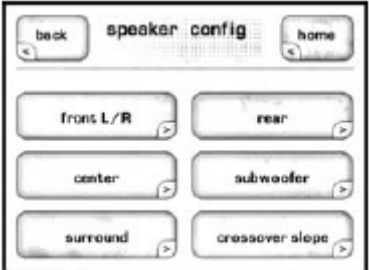 back speaker config home
< <
front L/R rear
> >
center subwoofer
> >
surround crossover slope
> >